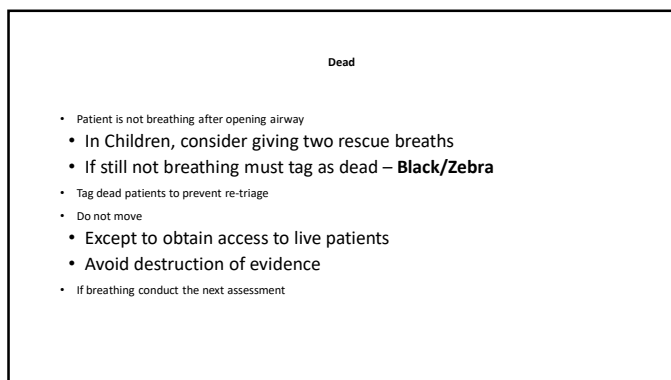 Dead
• Patient is not breathing after opening airway
• In Children, consider giving two rescue breaths
• If still not breathing must tag as dead – Black/Zebra
• Tag dead patients to prevent re-triage
• Do not move
• Except to obtain access to live patients
• Avoid destruction of evidence
• If breathing conduct the next assessment